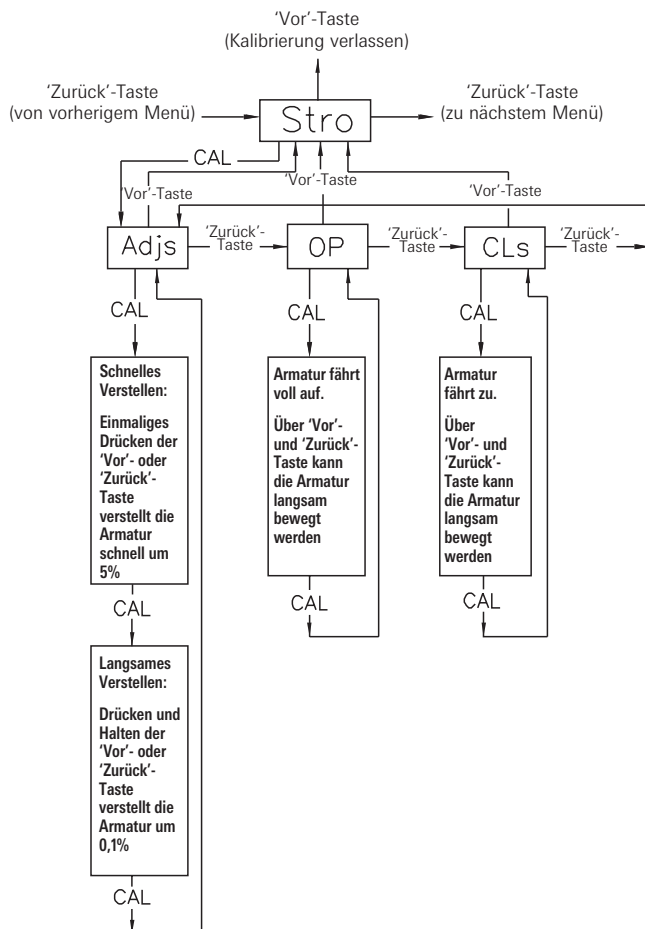 'Vor'-Taste
(Kalibrierung verlassen)
'Zurück'-Taste
(von vorherigem Menü)
Stro
'Zurück'-Taste
(zu nächstem Menü)
CAL
'Vor'-Taste
'Vor'-Taste
'Vor'-Taste
Adjs
'Zurück'-
Taste
OP
'Zurück'-
Taste
CLs
'Zurück'-
Taste
CAL
CAL
CAL
Schnelles
Verstellen:
Einmaliges
Drücken der
'Vor'- oder
'Zurück'-
Taste
verstellt die
Armatur
schnell um
5%
Armatur fährt
voll auf.
Über 'Vor'-
und 'Zurück'-
Taste kann
die Armatur
langsam
bewegt
werden
Armatur
fährt zu.
Über
'Vor'- und
'Zurück'-
Taste kann
die Armatur
langsam
bewegt
werden
CAL
CAL
CAL
Langsames
Verstellen:
Drücken und
Halten der
'Vor'- oder
'Zurück'-
Taste
verstellt die
Armatur um
0,1%
CAL